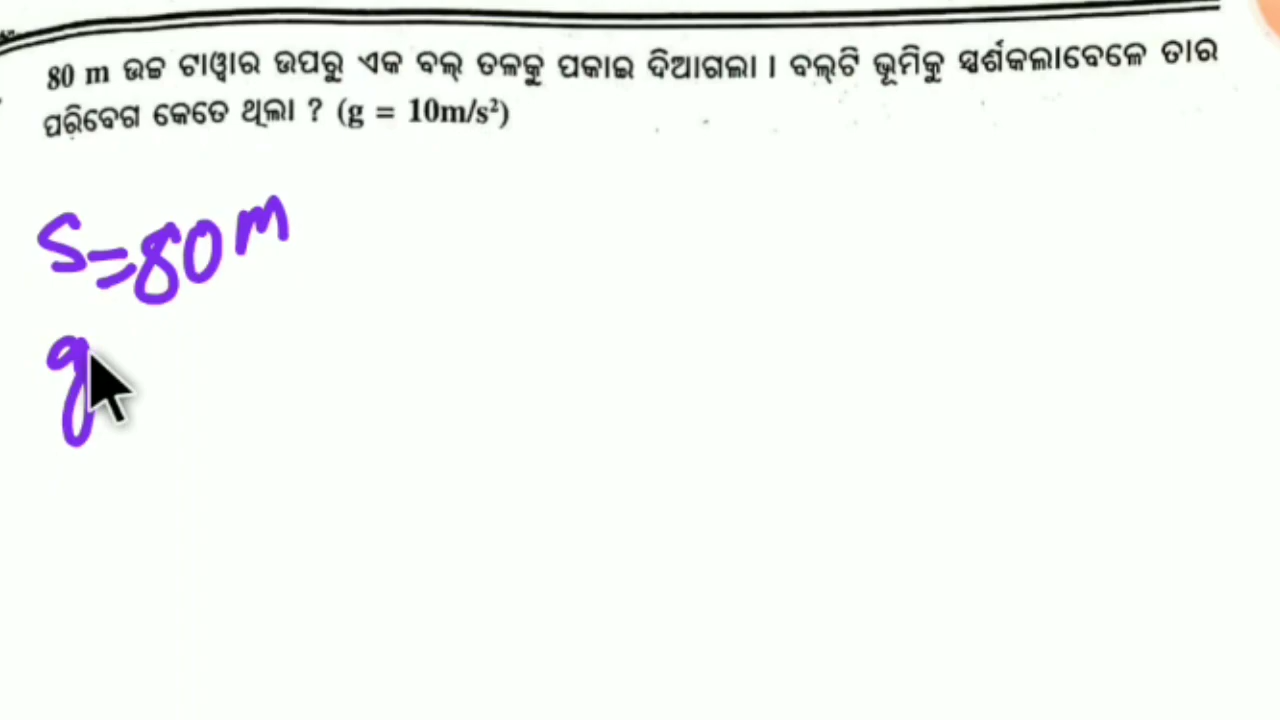 80 m ଉଚ୍ଚ ଟାୱାର ଉପରୁ ଏକ ବଲ୍ ତଳକୁ ପକାଇ ଦିଆଗଲା । ବଲ୍‌ଟି ଭୂମିକୁ ସ୍ପର୍ଶକଲାବେଳେ ତାର
ପରିବେଗ କେତେ ଥିଲା ? (g = 10m/s²)
S=80m
g